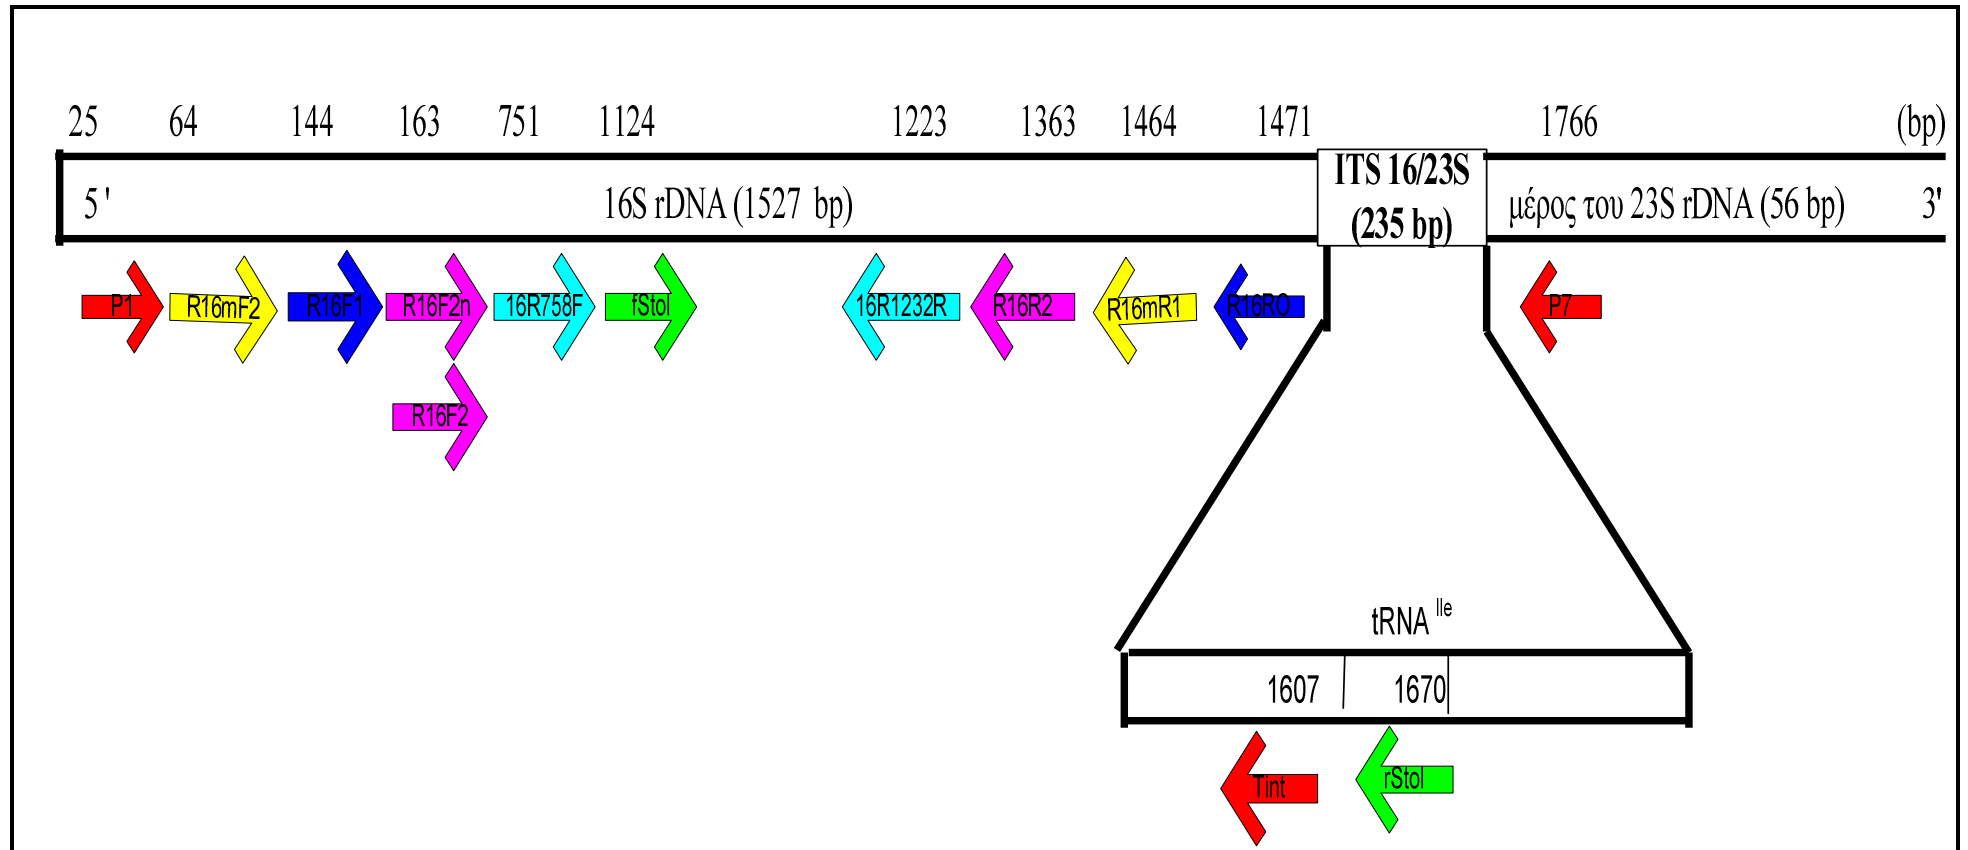 25 64 144 163 751 1124 1223 1363 1464 1471 1766 (bp)
ITS 16/23S
5' 16S rDNA (1527 bp) μέρος του 23S rDNA (56 bp) 3'
(235 bp)
P1 R16mF2 R16F1 R16F2n 16R758F fStol 16R1232R R16R2 R16mR1 R16RO P7
R16F2
tRNA Ile
1607 1670
Tint rStol